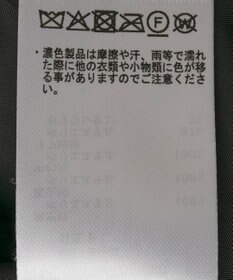 ・濃色製品は摩擦や汗、雨等で濡れ
た際に他の衣類や小物類に色が移
る事がありますのでご注意くださ
い。